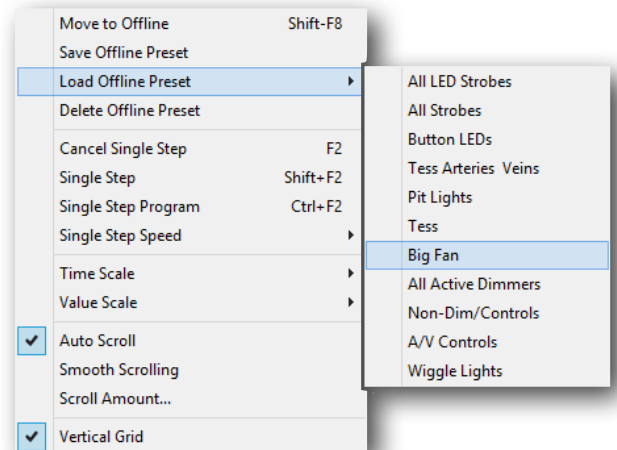 Move to Offline Shift-F8
Save Offline Preset
Load Offline Preset
Delete Offline Preset
Cancel Single Step F2
Single Step Shift+F2
Single Step Program Ctrl+F2
Single Step Speed
Time Scale
Value Scale
Auto Scroll
Smooth Scrolling
Scroll Amount...
Vertical Grid
All LED Strobes
All Strobes
Button LEDs
Tess Arteries  Veins
Pit Lights
Tess
Big Fan
All Active Dimmers
Non-Dim/Controls
A/V Controls
Wiggle Lights